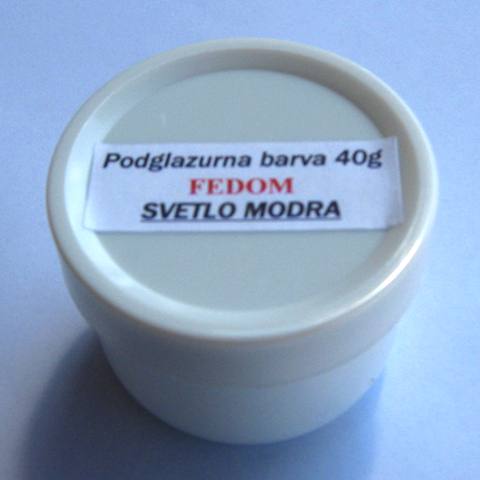 Podglazurna barva 40g
FEDOM
SVETLO MODRA